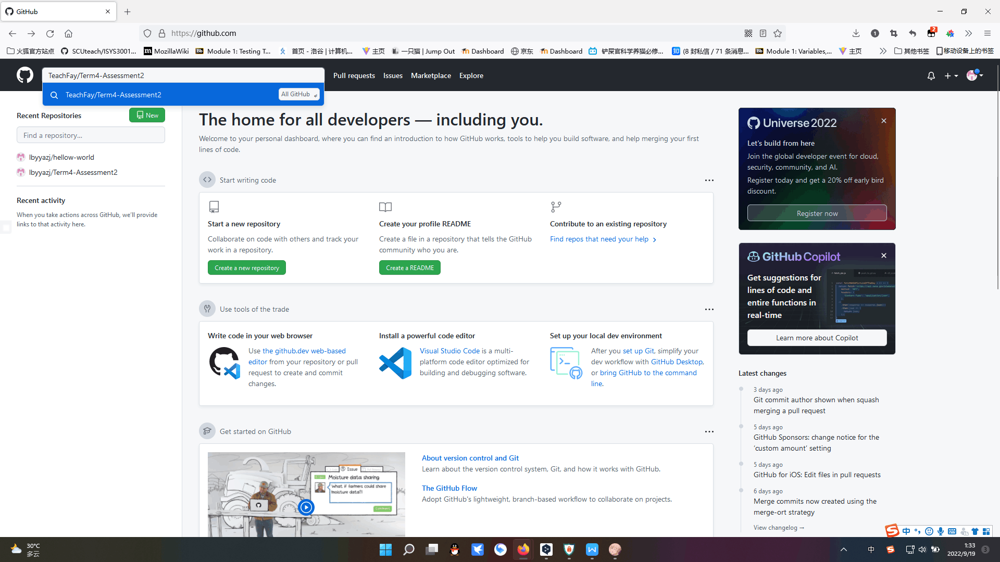 GitHub
https://github.com
火狐官方站点
SCUteach/ISYS3001...
MozillaWiki
Module 1: Testing T...
首页 - 洛谷 | 计算机...
主页
一只猫 | Jump Out
Dashboard
京东
Dashboard
铲屎官科学养猫必修...
(8 封私信 / 71 条消息...
Module 1: Variables,...
主页
其他书签
移动设备上的书签
TeachFay/Term4-Assessment2
Pull requests
Issues
Marketplace
Explore
TeachFay/Term4-Assessment2
All GitHub
Recent Repositories
New
Find a repository...
lbyyazj/hellow-world
lbyyazj/Term4-Assessment2
Recent activity
When you take actions across GitHub, we'll provide
links to that activity here.
The home for all developers — including you.
Welcome to your personal dashboard, where you can find an introduction to how GitHub works, tools to help you build software, and help merging your first
lines of code.
Start writing code
Start a new repository
Collaborate on code with others and track your
work in a repository.
Create a new repository
Create your profile README
Create a file in a repository that tells the GitHub
community who you are.
Create a README
Contribute to an existing repository
Find repos that need your help
Use tools of the trade
Write code in your web browser
Use the github.dev web-based
editor from your repository or pull
request to create and commit
changes.
Install a powerful code editor
Visual Studio Code is a multi-
platform code editor optimized for
building and debugging software.
Set up your local dev environment
After you set up Git, simplify your
dev workflow with GitHub Desktop,
or bring GitHub to the command
line.
Get started on GitHub
Issue
Moisture data sharing
What if farmers could share
moisture data?!
Comment
About version control and Git
Learn about the version control system, Git, and how it works with GitHub.
The GitHub Flow
Adopt GitHub's lightweight, branch-based workflow to collaborate on projects.
Universe 2022
Let's build from here
Join the global developer event for cloud,
security, community, and AI.
Register today and get a 20% off early bird
discount.
Register now
GitHub Copilot
Get suggestions for
lines of code and
entire functions in
real-time
Learn more about Copilot
Latest changes
3 days ago
Git commit author shown when squash
merging a pull request
5 days ago
GitHub Sponsors: change notice for the
'custom amount' setting
5 days ago
GitHub for iOS: Edit files in pull requests
6 days ago
Merge commits now created using the
merge-ort strategy
View changelog →
中
30°C
多云
中
1:33
2022/9/19
3